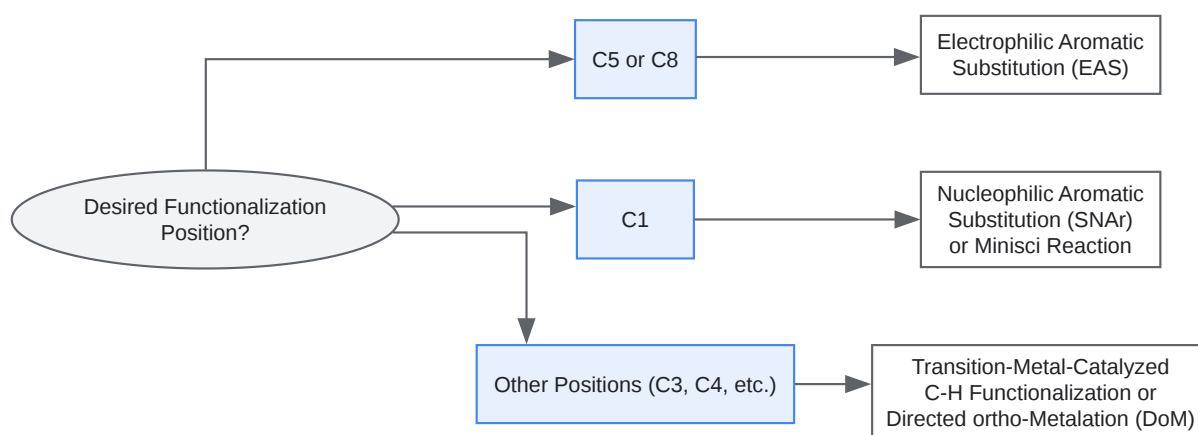 C5 or C8
Electrophilic Aromatic
Substitution (EAS)
Desired Functionalization
Position?
C1
Nucleophilic Aromatic
Substitution (SNAr)
or Minisci Reaction
Other Positions (C3, C4, etc.)
Transition-Metal-Catalyzed
C-H Functionalization or
Directed ortho-Metalation (DoM)